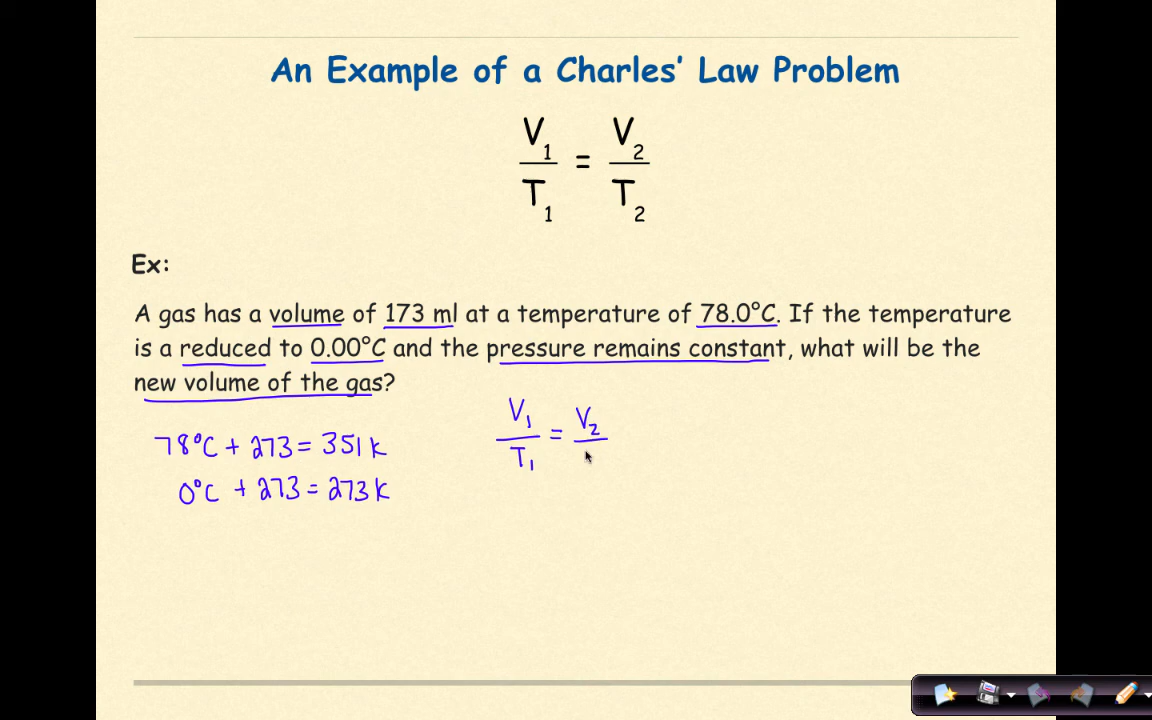 An Example of a Charles' Law Problem
V1 = V2
T1 T2
Ex:
A gas has a volume of 173 ml at a temperature of 78.0°C. If the temperature
is a reduced to 0.00°C and the pressure remains constant, what will be the
new volume of the gas?
78°C + 273 = 351 K
0°C + 273 = 273 K
V1 = V2
T1